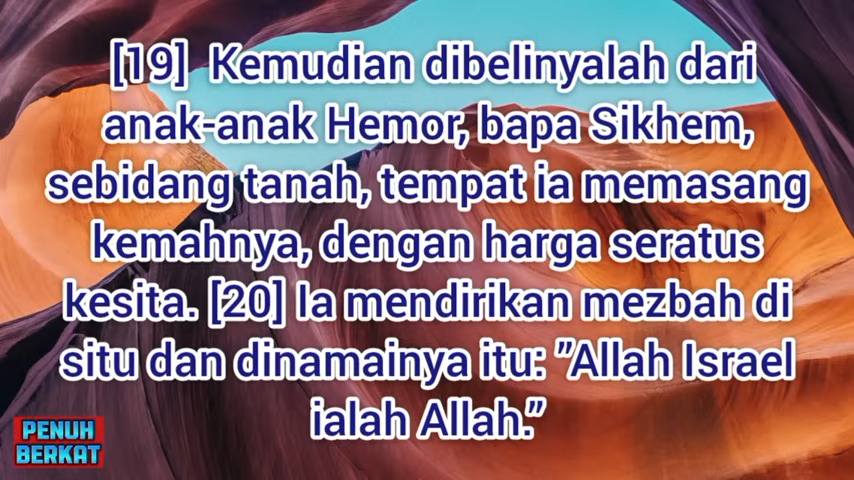 [19] Kemudian dibelinyalah dari
anak-anak Hemor, bapa Sikhem,
sebidang tanah, tempat ia memasang
kemahnya, dengan harga seratus
kesita. [20] Ia mendirikan mezbah di
situ dan dinamainya itu: ”Allah Israel
ialah Allah.”
PENUH
BERKAT